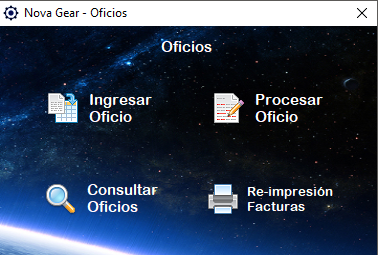 Nova Gear - Oficios
Oficios
Ingresar
Oficio
Procesar
Oficio
Consultar
Oficios
Re-impresión
Facturas